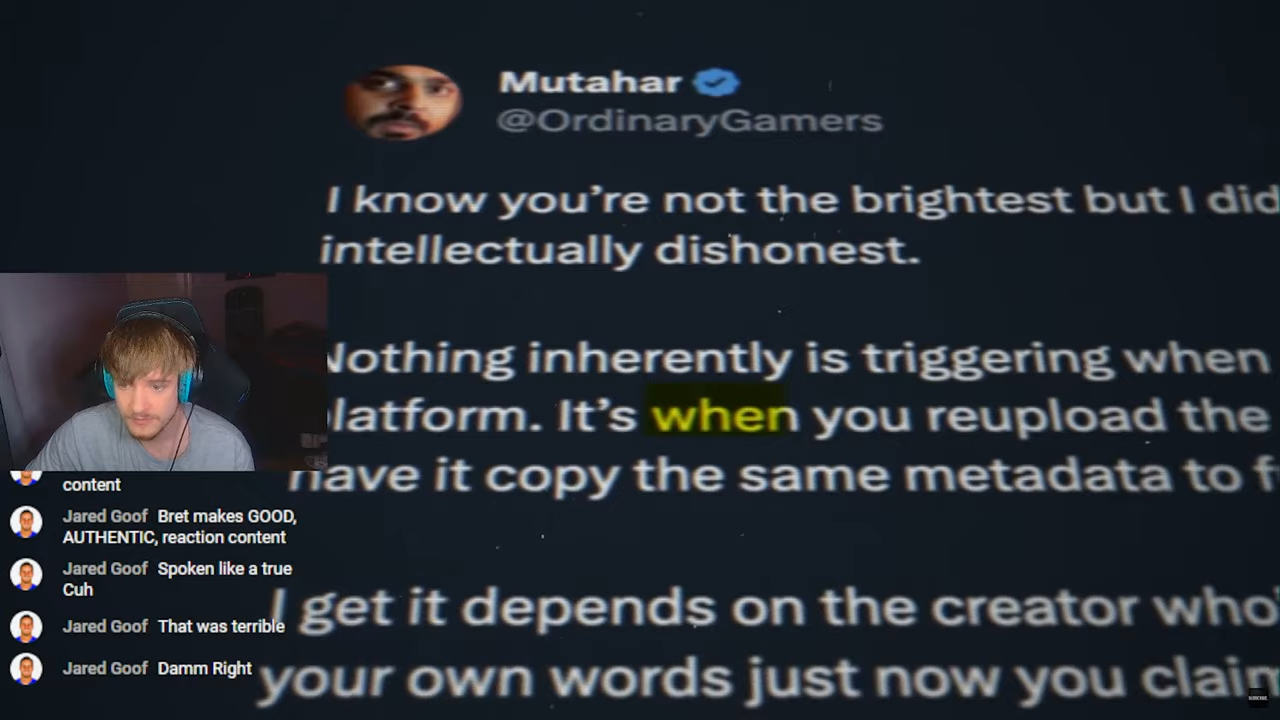 Mutahar
@OrdinaryGamers
I know you're not the brightest but I did
intellectually dishonest.
Nothing inherently is triggering when
latform. It's when you reupload the
have it copy the same metadata to f
I get it depends on the creator who'
your own words just now you claim
content
Jared Goof Bret makes GOOD,
AUTHENTIC, reaction content
Jared Goof Spoken like a true
Cuh
Jared Goof That was terrible
Jared Goof Damm Right
SUBSCRIBE